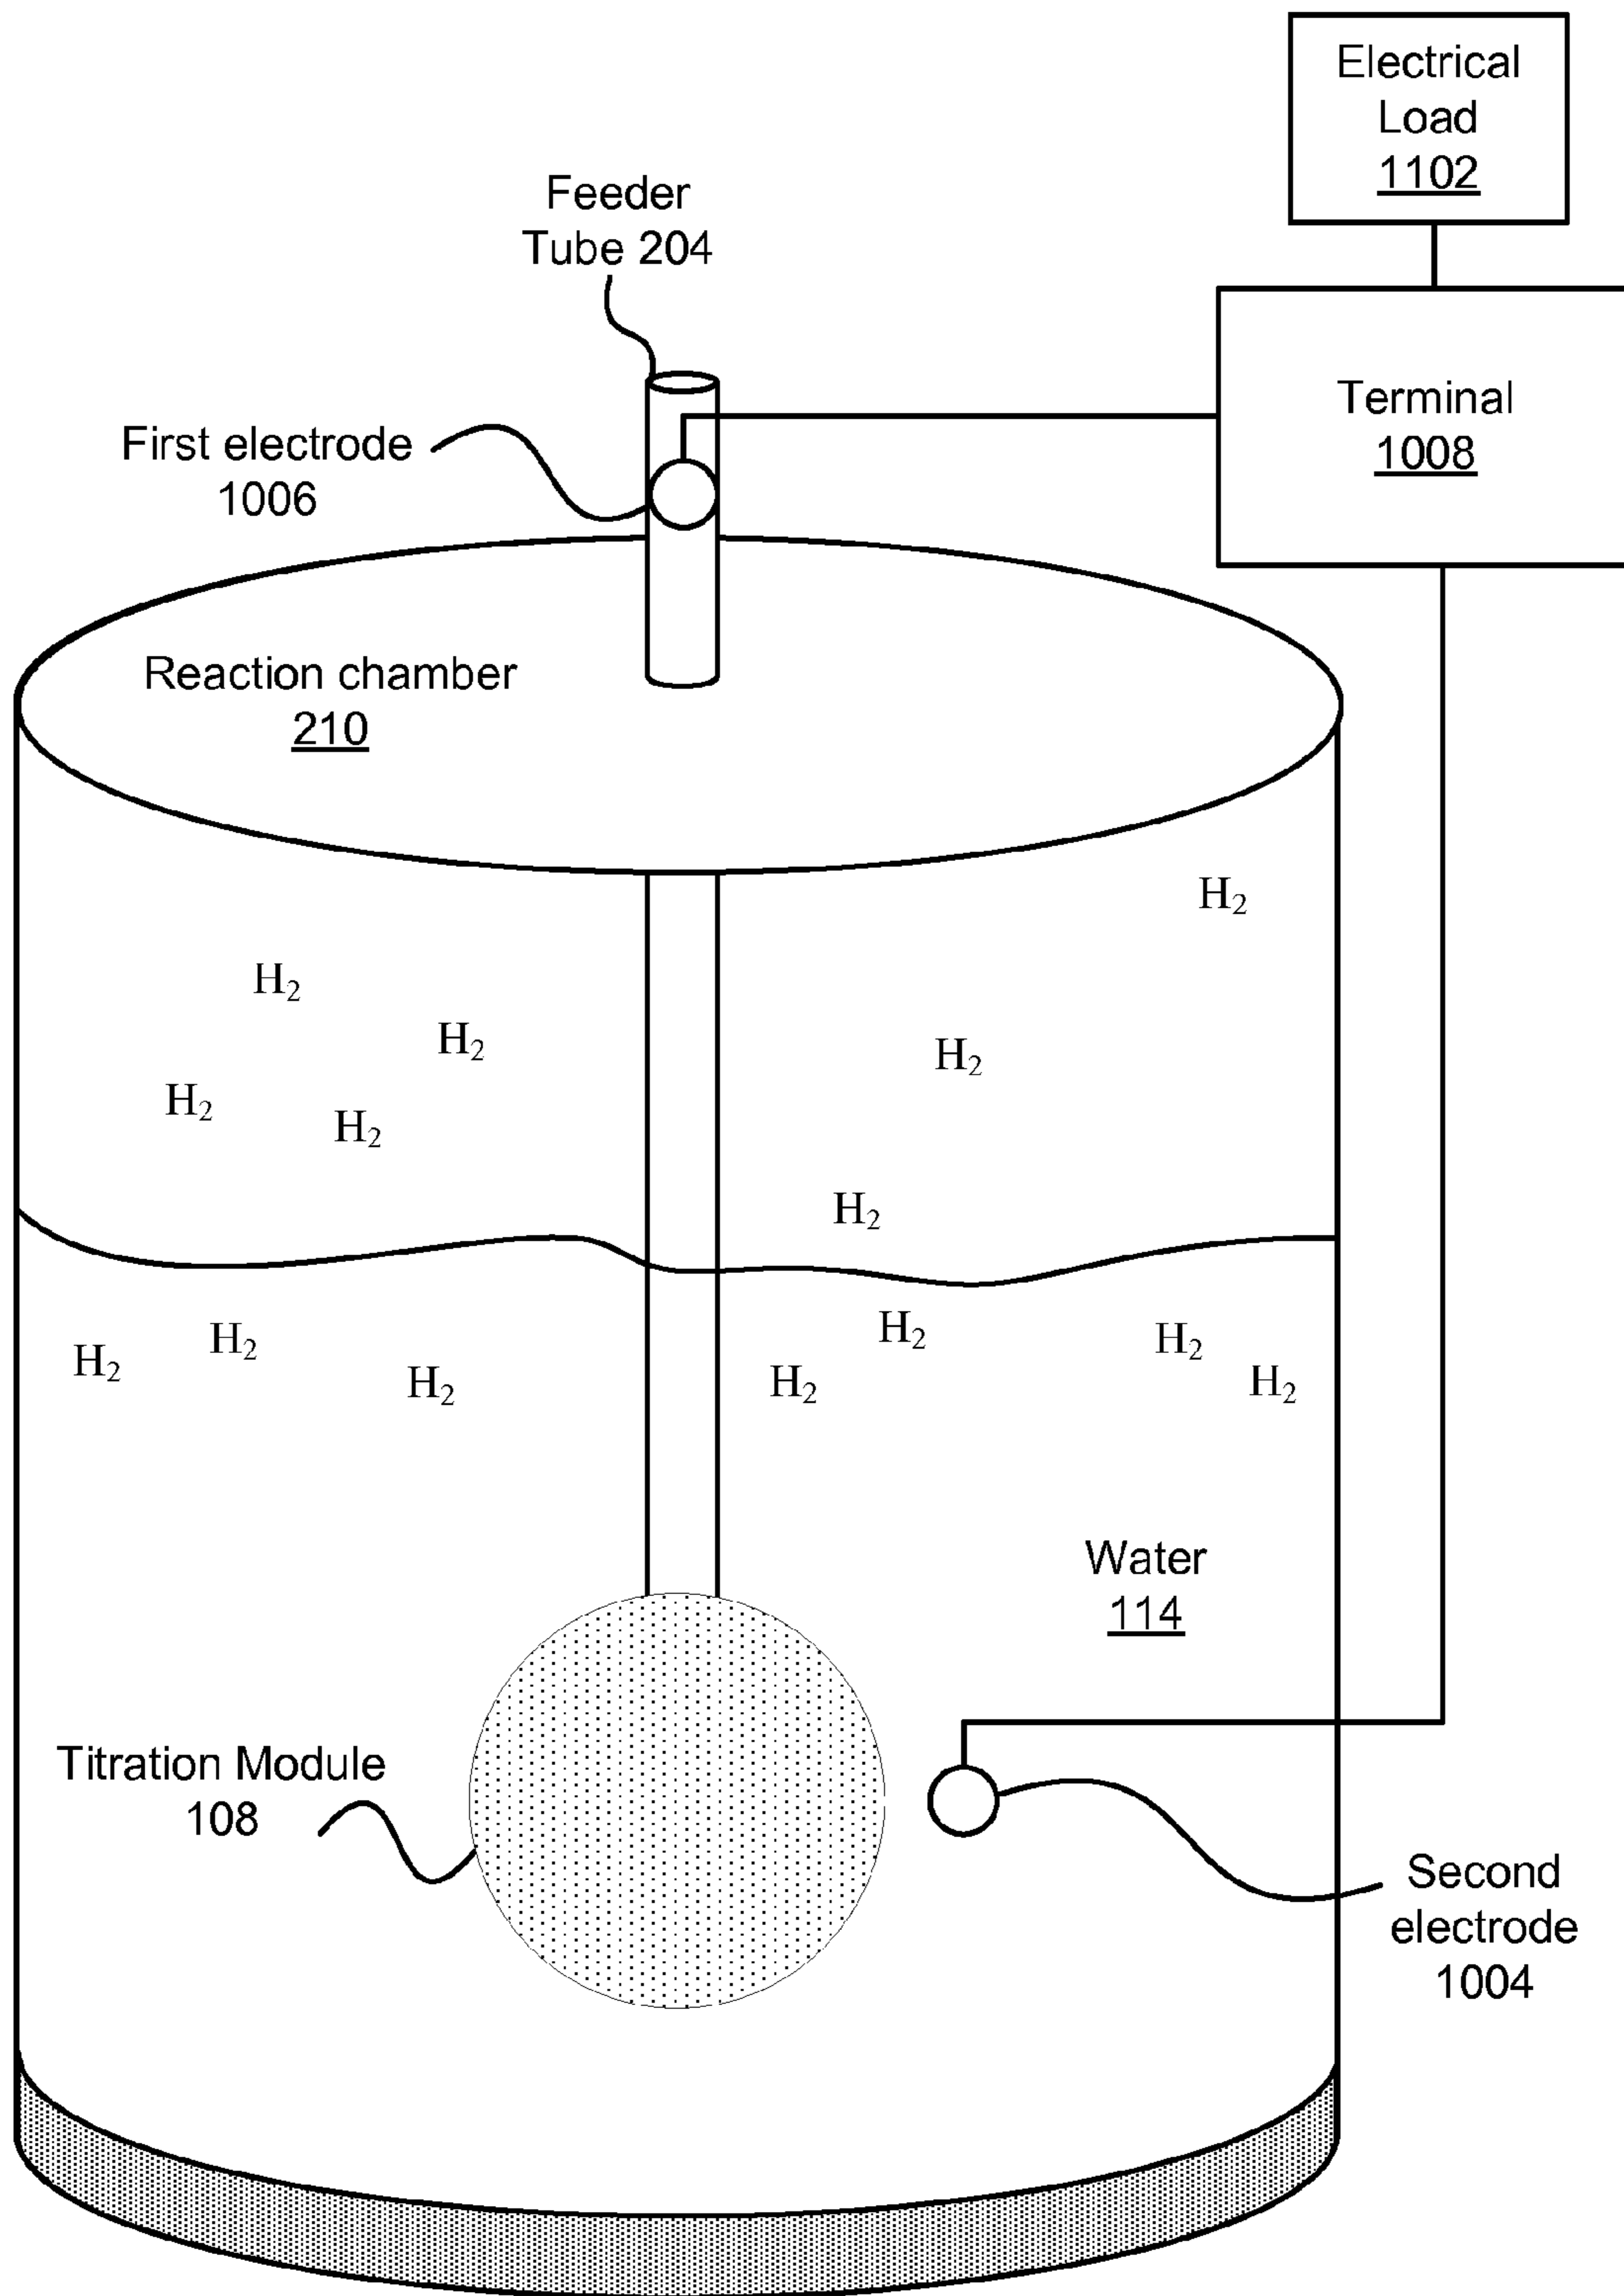 Electrical
Load
1102
Feeder
Tube 204
Terminal
1008
First electrode
1006
Reaction chamber
210
H₂
H₂
H₂
H₂
H₂
H₂
H₂
H₂
H₂
H₂
H₂
H₂
H₂
H₂
Water
114
Titration Module
108
Second
electrode
1004